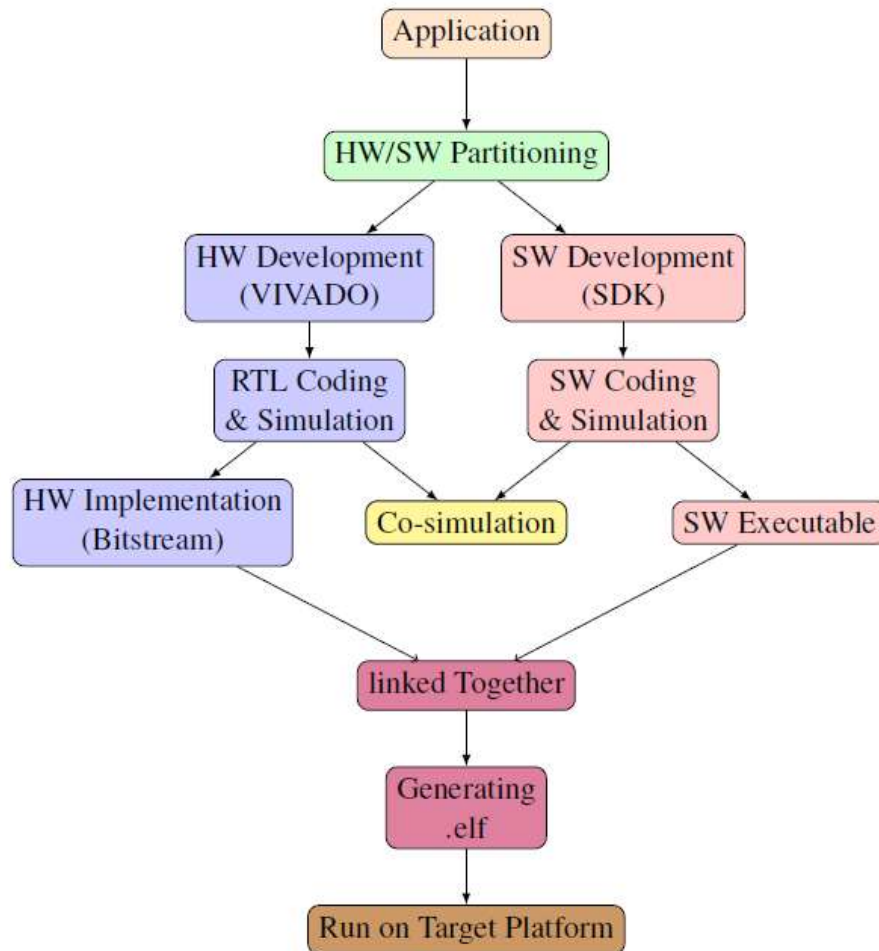 Application
HW/SW Partitioning
HW Development
(VIVADO)
SW Development
(SDK)
RTL Coding
& Simulation
SW Coding
& Simulation
HW Implementation
(Bitstream)
Co-simulation
SW Executable
linked Together
Generating
.elf
Run on Target Platform